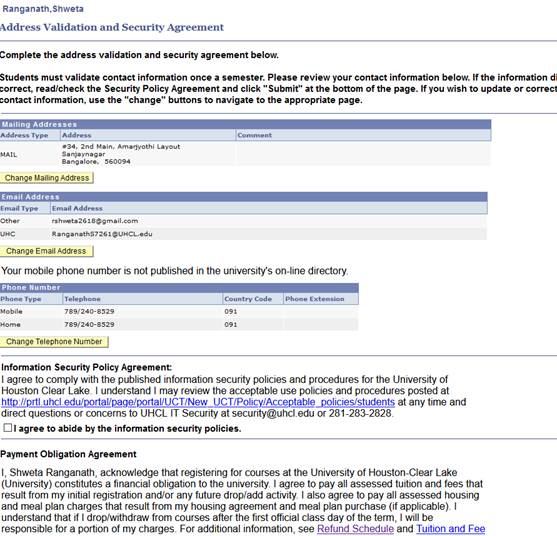 Ranganath,Shweta
Address Validation and Security Agreement
Complete the address validation and security agreement below.
Students must validate contact information once a semester. Please review your contact information below. If the information di
correct, read/check the Security Policy Agreement and click "Submit" at the bottom of the page. If you wish to update or correct
contact information, use the "change" buttons to navigate to the appropriate page.
Mailing Addresses
Address Type Address Comment
MAIL #34, 2nd Main, Amarjyothi Layout
Sanjaynagar
Bangalore, 560094
Change Mailing Address
Email Address
Email Type Email Address
Other rshweta2618@gmail.com
UHC Ranganath57261@UHCL.edu
Change Email Address
Your mobile phone number is not published in the university's on-line directory.
Phone Number
Phone Type Telephone Country Code Phone Extension
Mobile 789/240-8529 091
Home 789/240-8529 091
Change Telephone Number
Information Security Policy Agreement:
I agree to comply with the published information security policies and procedures for the University of
Houston Clear Lake. I understand I may review the acceptable use policies and procedures posted at
http://prtl.uhcl.edu/portal/page/portal/UCT/New_UCT/Policy/Acceptable_policies/students at any time and
direct questions or concerns to UHCL IT Security at security@uhcl.edu or 281-283-2828.
I agree to abide by the information security policies.
Payment Obligation Agreement
I, Shweta Ranganath, acknowledge that registering for courses at the University of Houston-Clear Lake
(University) constitutes a financial obligation to the university. I agree to pay all assessed tuition and fees that
result from my initial registration and/or any future drop/add activity. I also agree to pay all assessed housing
and meal plan charges that result from my housing agreement and meal plan purchase (if applicable). I
understand that if I drop/withdraw from courses after the first official class day of the term, I will be
responsible for a portion of my charges. For additional information, see Refund Schedule and Tuition and Fee